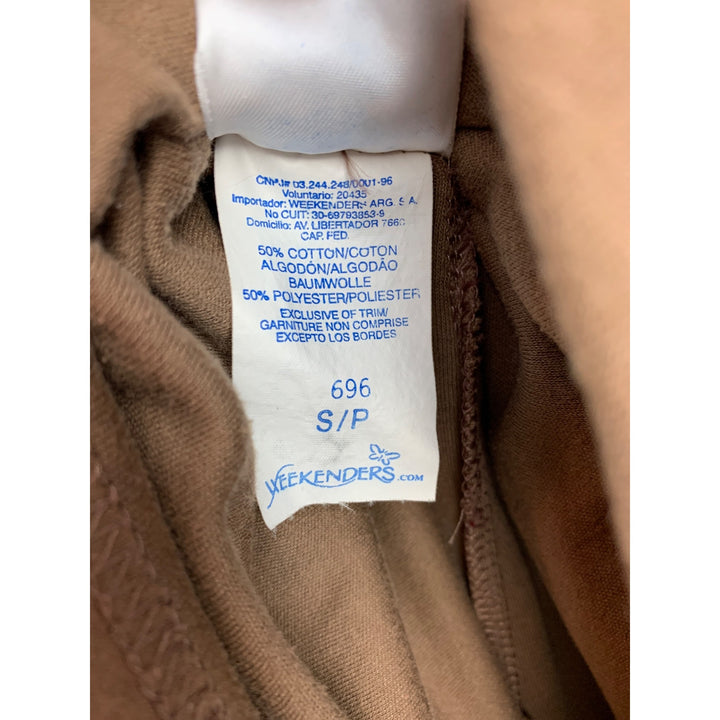 03.244.248/0001-96
Voluntario: 20435
Importador: WEEKENDERS ARG. S.A.
No CUIT: 30-69793853-9
Domicilio: AV. LIBERTADOR 7660
CAP. FED.
50% COTTON/COTON
ALGODÓN/ALGODÃO
BAUMWOLLE
50% POLYESTER/POLIESTER
EXCLUSIVE OF TRIM/
GARNITURE NON COMPRISE
EXCEPTO LOS BORDES
696
S/P
WEEKENDERS.COM